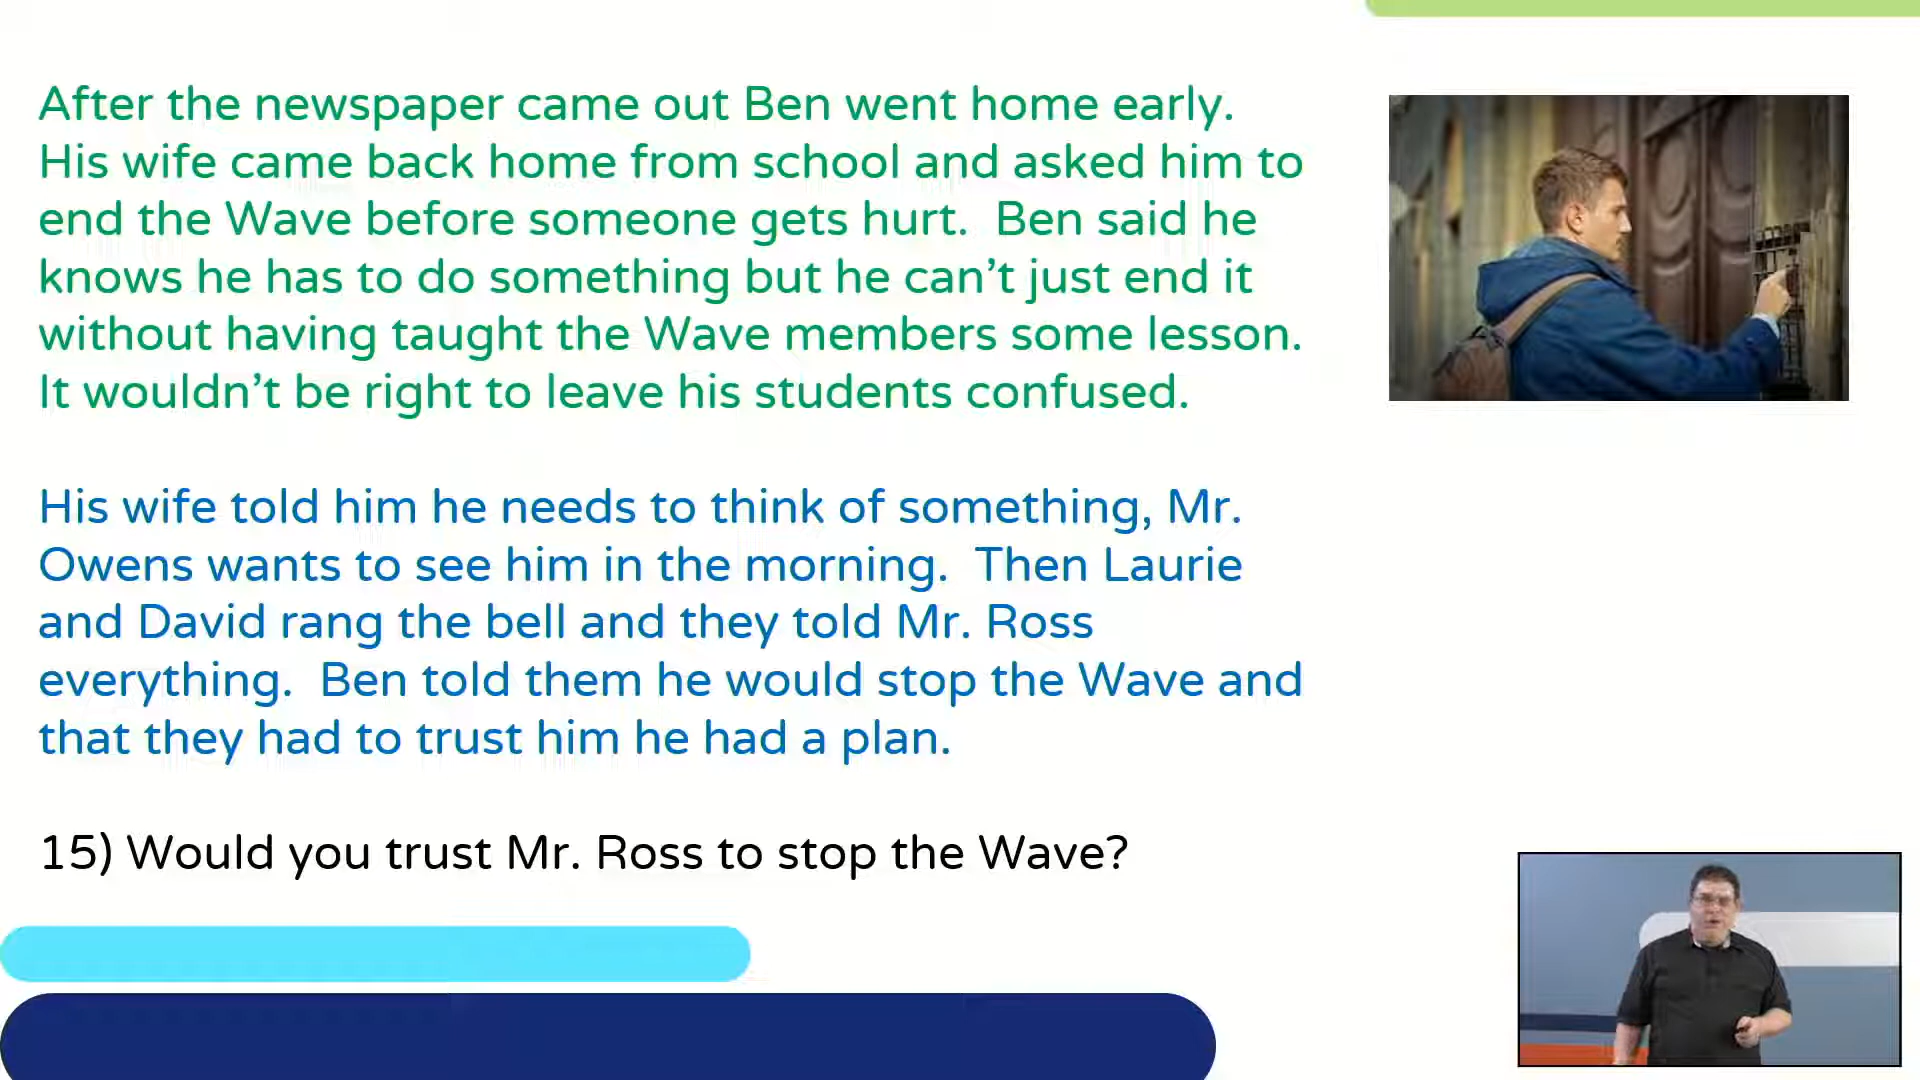 After the newspaper came out Ben went home early.
His wife came back home from school and asked him to
end the Wave before someone gets hurt.  Ben said he
knows he has to do something but he can’t just end it
without having taught the Wave members some lesson.
It wouldn’t be right to leave his students confused.
His wife told him he needs to think of something, Mr.
Owens wants to see him in the morning.  Then Laurie
and David rang the bell and they told Mr. Ross
everything.  Ben told them he would stop the Wave and
that they had to trust him he had a plan.
15) Would you trust Mr. Ross to stop the Wave?